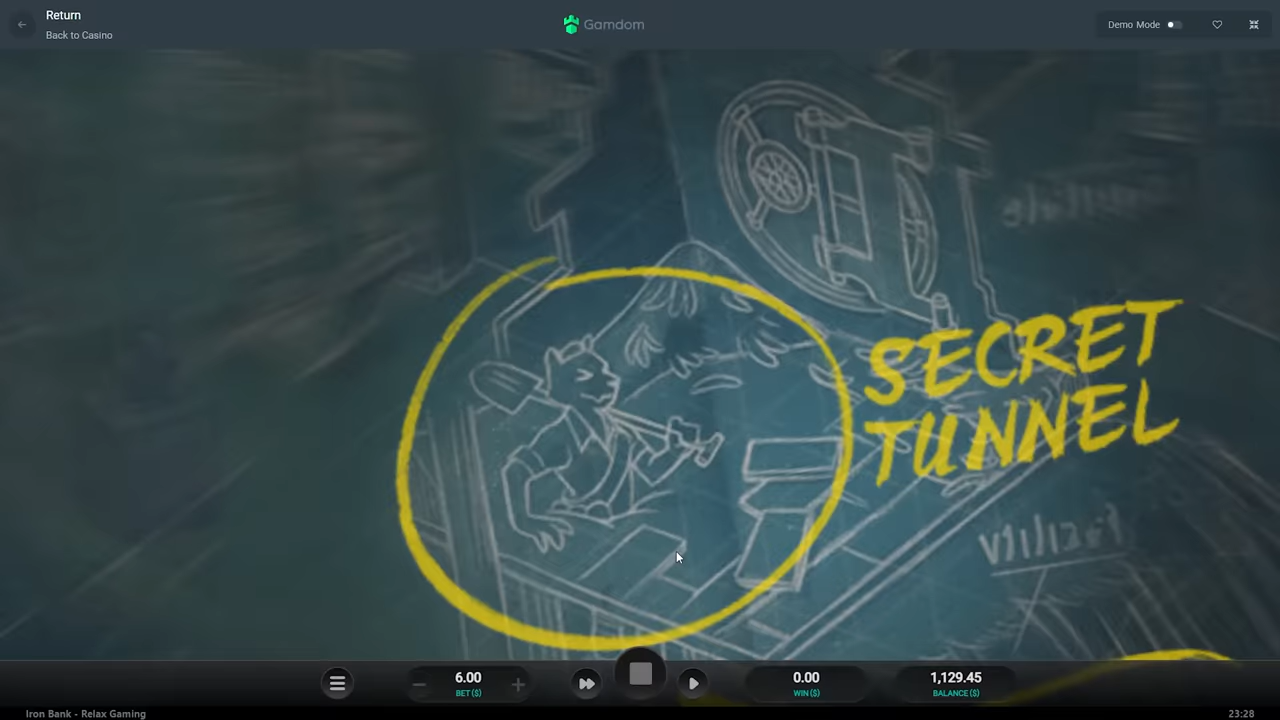 Return
Back to Casino
Gamdom
Demo Mode
SECRET
TUNNEL
6.00
BET($)
0.00
WIN($)
1,129.45
BALANCE($)
Iron Bank - Relax Gaming
23:28